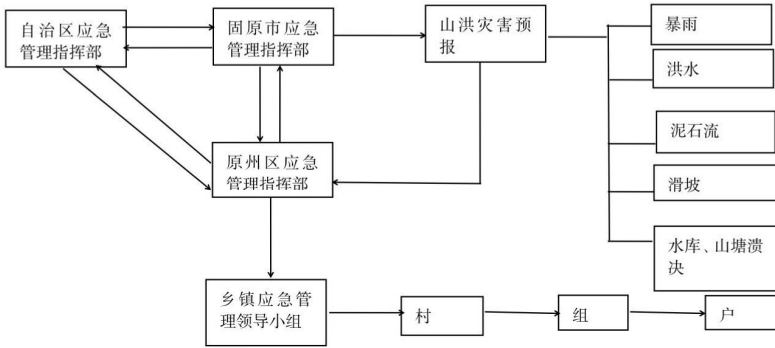 自治区应急
管理指挥部
固原市应急
管理指挥部
山洪灾害预
报
暴雨
洪水
泥石流
滑坡
水库、山塘溃
决
原州区应急
管理指挥部
乡镇应急管
理领导小组
村
组
户